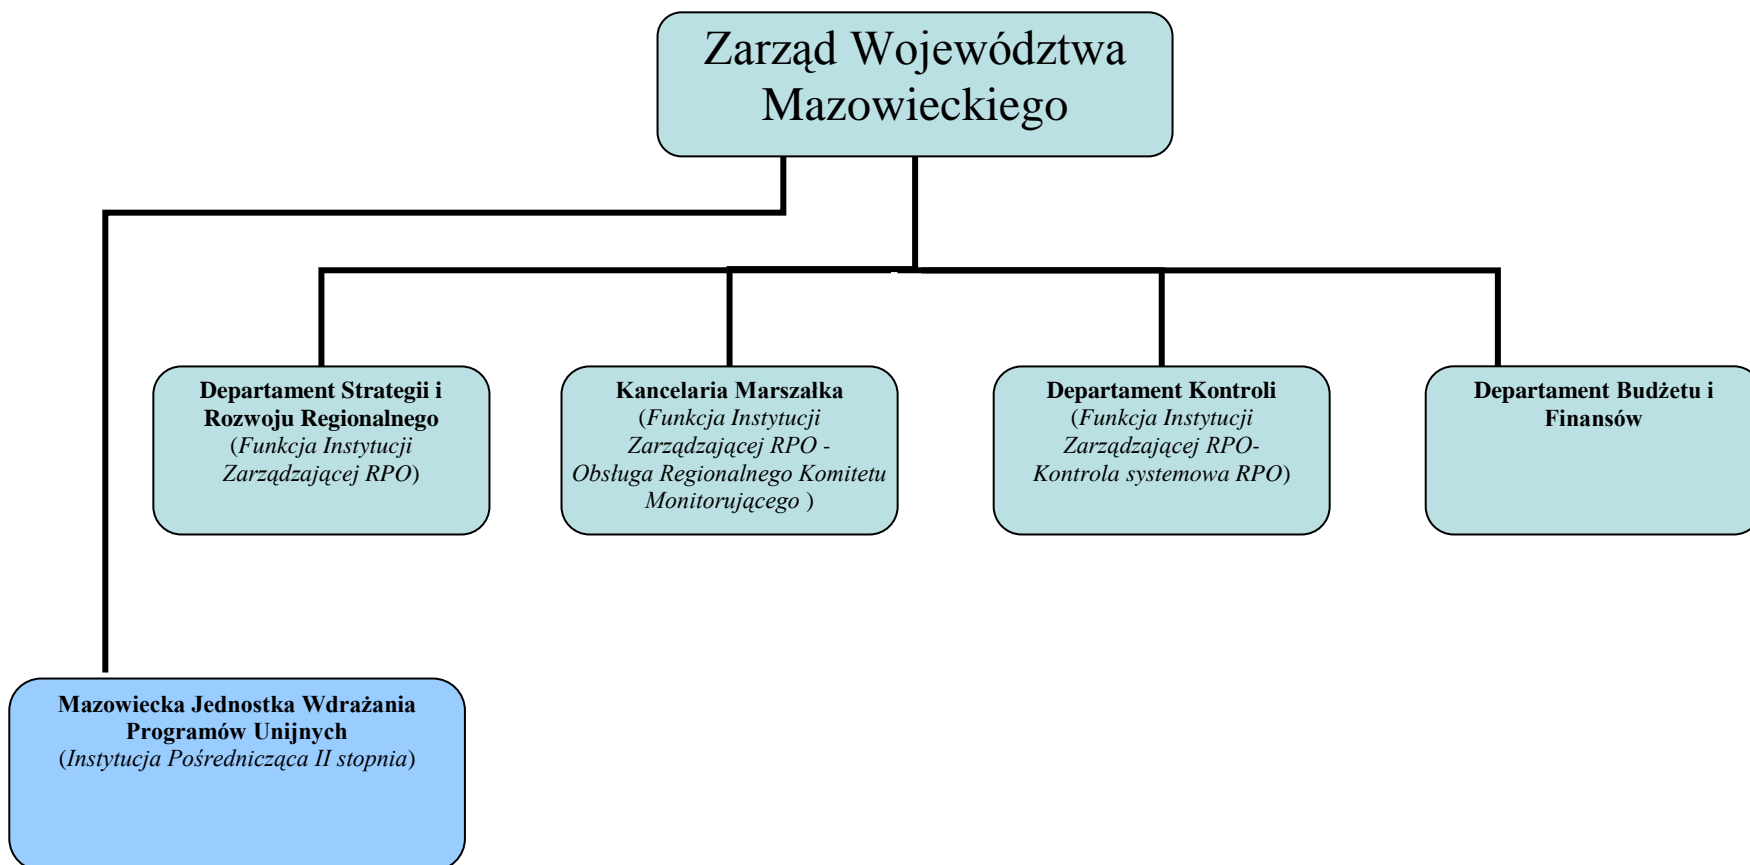 Zarząd Województwa
Mazowieckiego
Departament Strategii i
Rozwoju Regionalnego
(Funkcja Instytucji
Zarządzającej RPO)
Kancelaria Marszałka
(Funkcja Instytucji
Zarządzającej RPO -
Obsługa Regionalnego Komitetu
Monitorującego )
Departament Kontroli
(Funkcja Instytucji
Zarządzającej RPO-
Kontrola systemowa RPO)
Departament Budżetu i
Finansów
Mazowiecka Jednostka Wdrażania
Programów Unijnych
(Instytucja Pośrednicząca II stopnia)